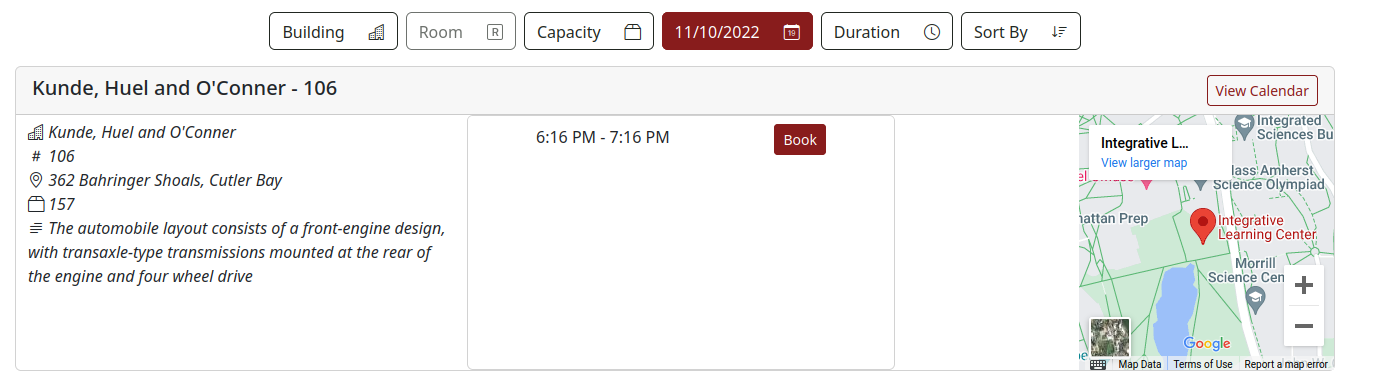 Building
Room R
Capacity
11/10/2022 19
Duration
Sort By
Kunde, Huel and O'Conner - 106
View Calendar
Kunde, Huel and O'Conner
# 106
362 Bahringer Shoals, Cutler Bay
157
The automobile layout consists of a front-engine design,
with transaxle-type transmissions mounted at the rear of
the engine and four wheel drive
6:16 PM - 7:16 PM
Book
Integrative L...
View larger map
Integrated
Sciences Bu
lass Amherst
Science Olympiad
hattan Prep
Integrative
Learning Center
Morrill
Science Cen
+
−
Google
Map Data
Terms of Use
Report a map error